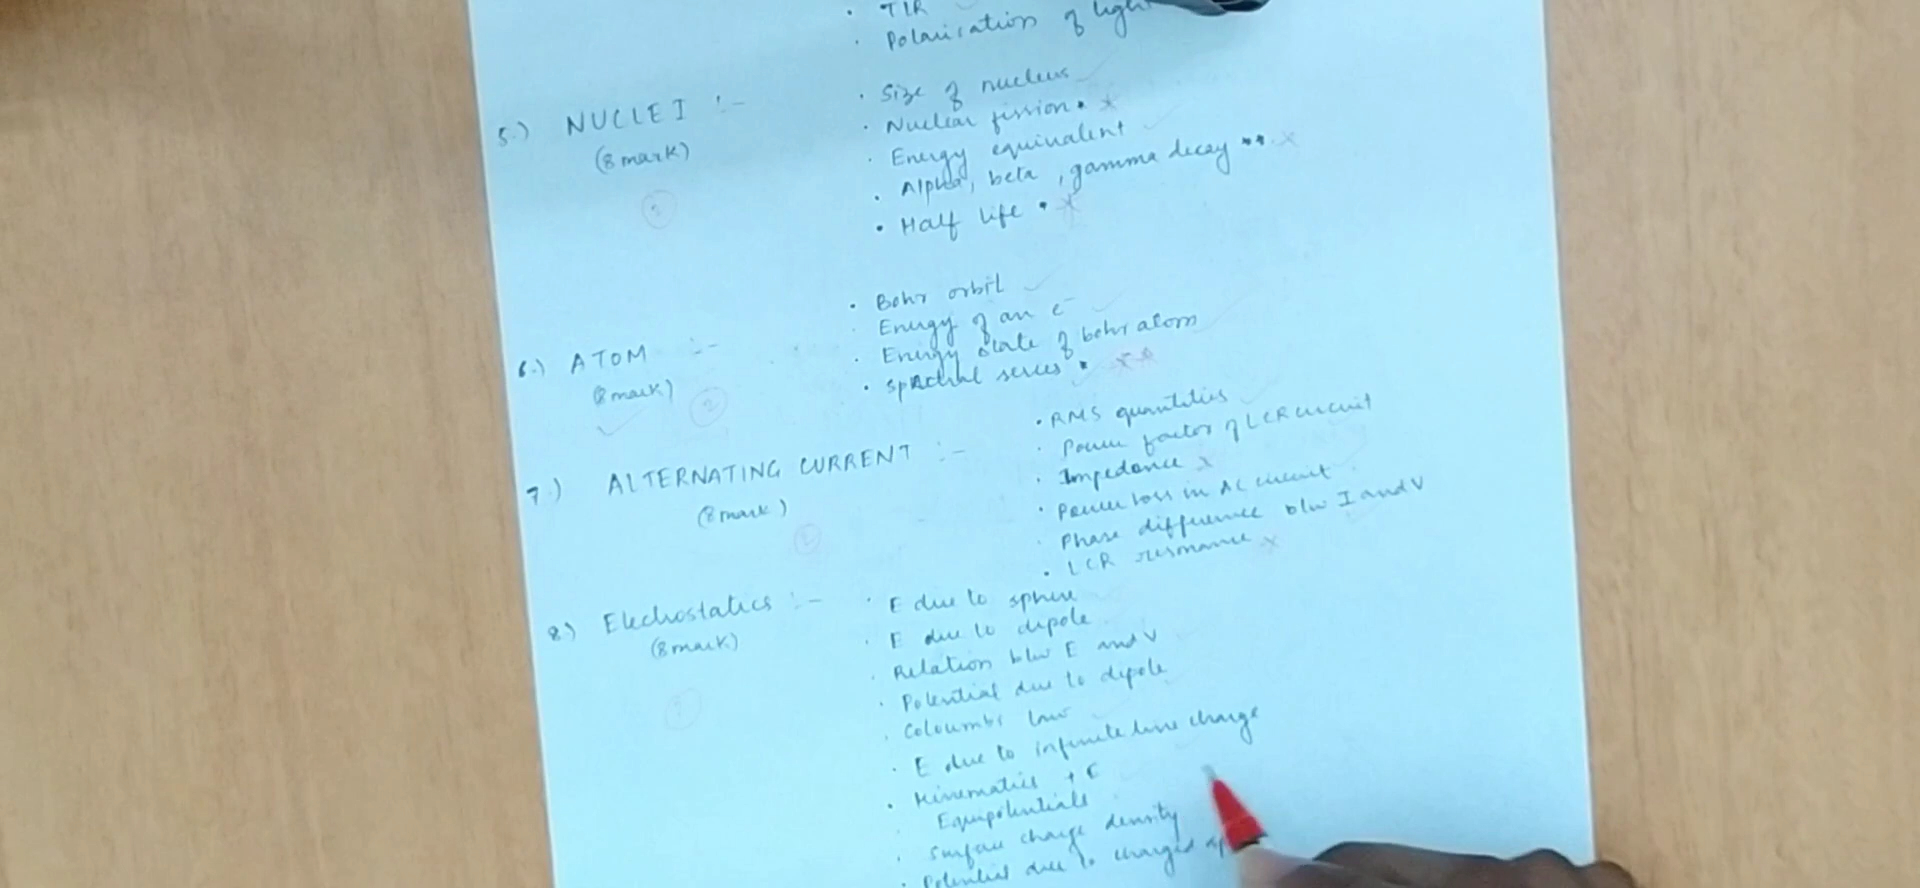 · TIR
· Polarisation of light
5.) NUCLEI :-
(8 mark)
2
· Size of nucleus
· Nuclear fission
· Energy equivalent
· Alpha, beta, gamma decay
· Half life
6.) ATOM :-
(8 mark)
2
· Bohr orbit
· Energy of an e-
· Energy state of bohr atom
· Spectral series
7.) ALTERNATING CURRENT :-
(8 mark)
· RMS quantities
· Power factor of LCR circuit
· Impedance
· Power loss in AC circuit
· Phase difference b/w I and V
· LCR resonance
8.) Electrostatics :-
(8 mark)
· E due to sphere
· E due to dipole
· Relation b/w E and V
· Potential due to dipole
· Coloumbs law
· E due to infinite line charge
· Kinematics + E
· Equipotentials
· Surface charge density
· Potential due to charged